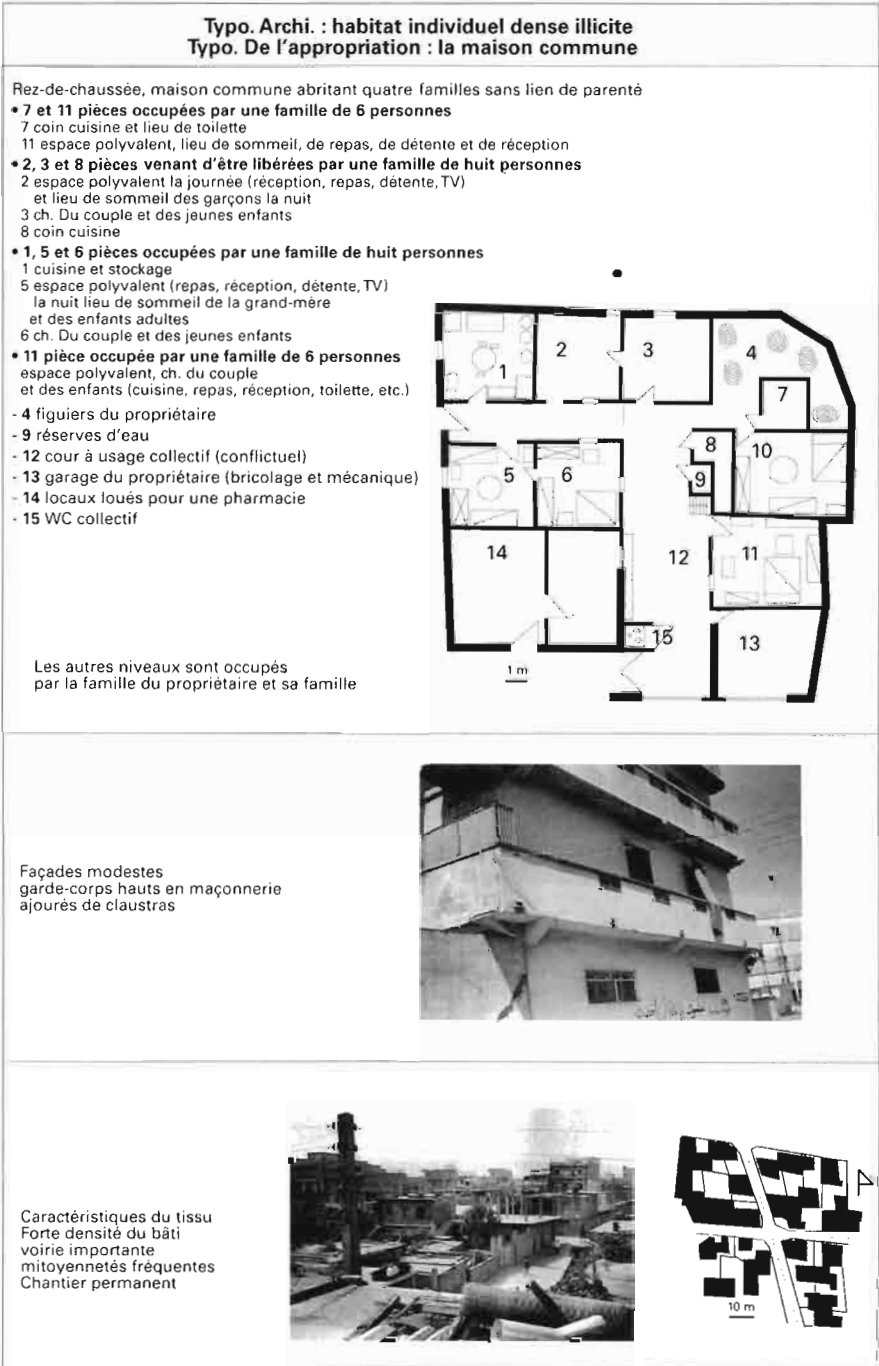 Typo. Archi. : habitat individuel dense illicite
Typo. De l'appropriation : la maison commune
Rez-de-chaussée, maison commune abritant quatre familles sans lien de parenté
• 7 et 11 pièces occupées par une famille de 6 personnes
7 coin cuisine et lieu de toilette
11 espace polyvalent, lieu de sommeil, de repas, de détente et de réception
• 2, 3 et 8 pièces venant d'être libérées par une famille de huit personnes
2 espace polyvalent la journée (réception, repas, détente, TV)
et lieu de sommeil des garçons la nuit
3 ch. Du couple et des jeunes enfants
8 coin cuisine
• 1, 5 et 6 pièces occupées par une famille de huit personnes
1 cuisine et stockage
5 espace polyvalent (repas, réception, détente, TV)
la nuit lieu de sommeil de la grand-mère
et des enfants adultes
6 ch. Du couple et des jeunes enfants
• 11 pièce occupée par une famille de 6 personnes
espace polyvalent, ch. du couple
et des enfants (cuisine, repas, réception, toilette, etc.)
- 4 figuiers du propriétaire
- 9 réserves d'eau
- 12 cour à usage collectif (conflictuel)
- 13 garage du propriétaire (bricolage et mécanique)
- 14 locaux loués pour une pharmacie
- 15 WC collectif
1
2
3
4
7
5
6
8
9
10
14
12
11
15
13
1 m
Les autres niveaux sont occupés
par la famille du propriétaire et sa famille
Façades modestes
garde-corps hauts en maçonnerie
ajourés de claustras
Caractéristiques du tissu
Forte densité du bâti
voirie importante
mitoyennetés fréquentes
Chantier permanent
10 m